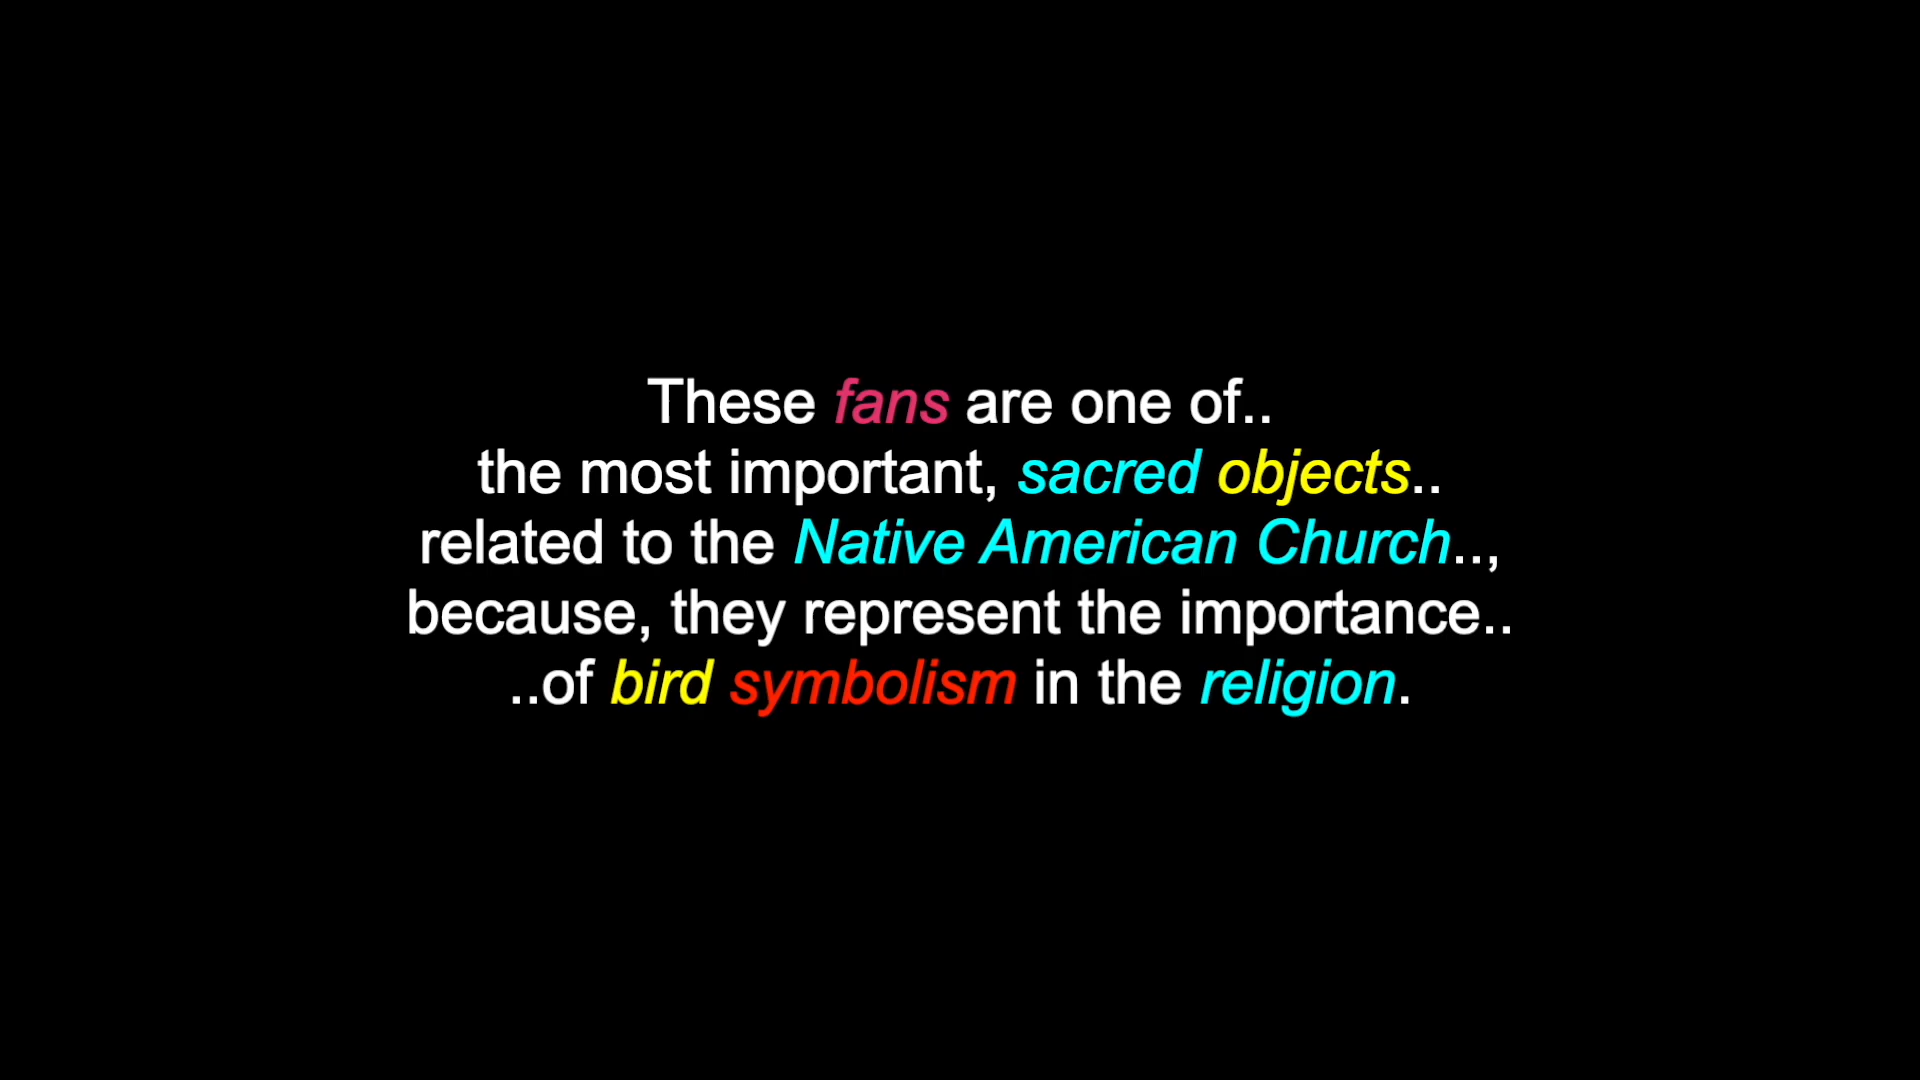 These fans are one of..
the most important, sacred objects..
related to the Native American Church..,
because, they represent the importance..
..of bird symbolism in the religion.